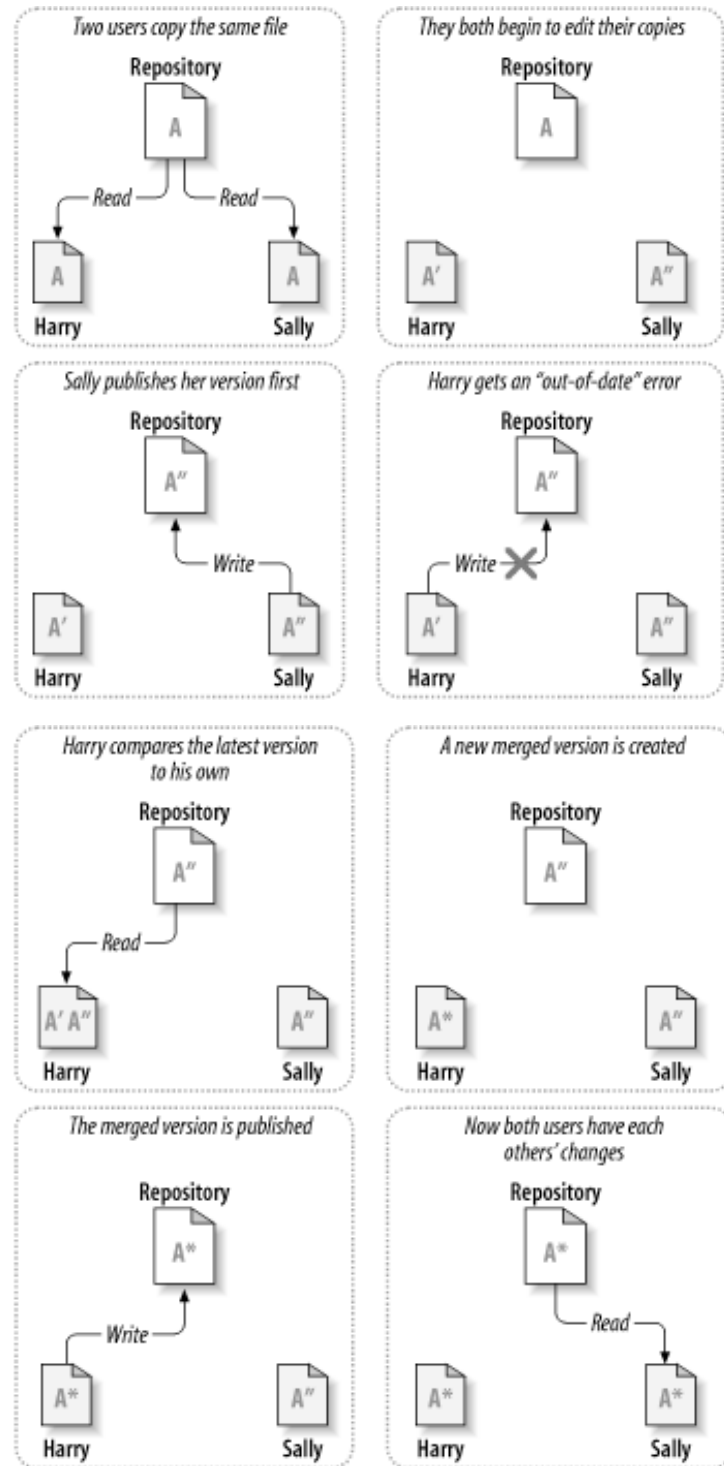 Two users copy the same file
Repository
A
Read Read
A A
Harry Sally
They both begin to edit their copies
Repository
A
A′ A″
Harry Sally
Sally publishes her version first
Repository
A″
Write
A′ A″
Harry Sally
Harry gets an “out-of-date” error
Repository
A″
Write
A′ A″
Harry Sally
Harry compares the latest version
to his own
Repository
A″
Read
A′ A″ A″
Harry Sally
A new merged version is created
Repository
A″
A* A″
Harry Sally
The merged version is published
Repository
A*
Write
A* A″
Harry Sally
Now both users have each
others’ changes
Repository
A*
Read
A* A*
Harry Sally